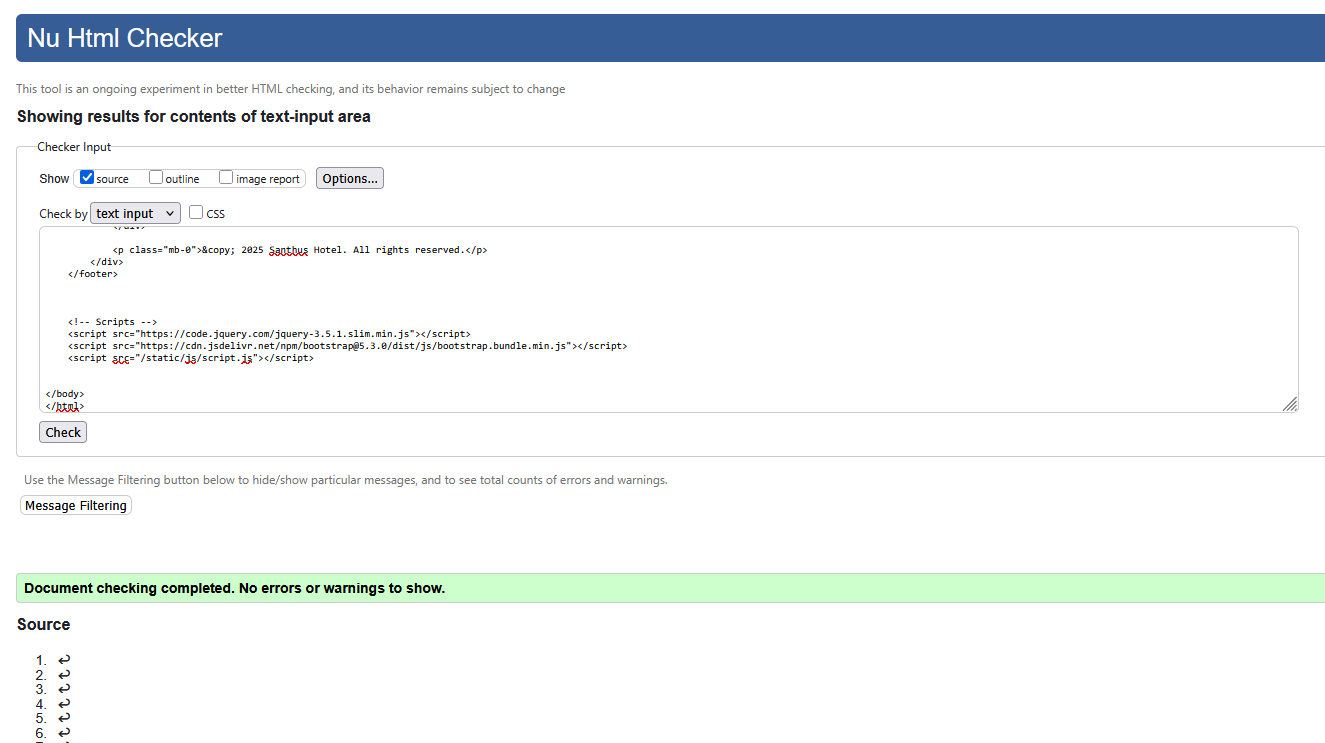 Nu Html Checker
This tool is an ongoing experiment in better HTML checking, and its behavior remains subject to change
Showing results for contents of text-input area
Checker Input
Show source outline image report Options...
Check by text input CSS
</div>
<p class="mb-0">&copy; 2025 Santhus Hotel. All rights reserved.</p>
</div>
</footer>
<!-- Scripts -->
<script src="https://code.jquery.com/jquery-3.5.1.slim.min.js"></script>
<script src="https://cdn.jsdelivr.net/npm/bootstrap@5.3.0/dist/js/bootstrap.bundle.min.js"></script>
<script src="/static/js/script.js"></script>
</body>
</html>
Check
Use the Message Filtering button below to hide/show particular messages, and to see total counts of errors and warnings.
Message Filtering
Document checking completed. No errors or warnings to show.
Source
1. ↩
2. ↩
3. ↩
4. ↩
5. ↩
6. ↩